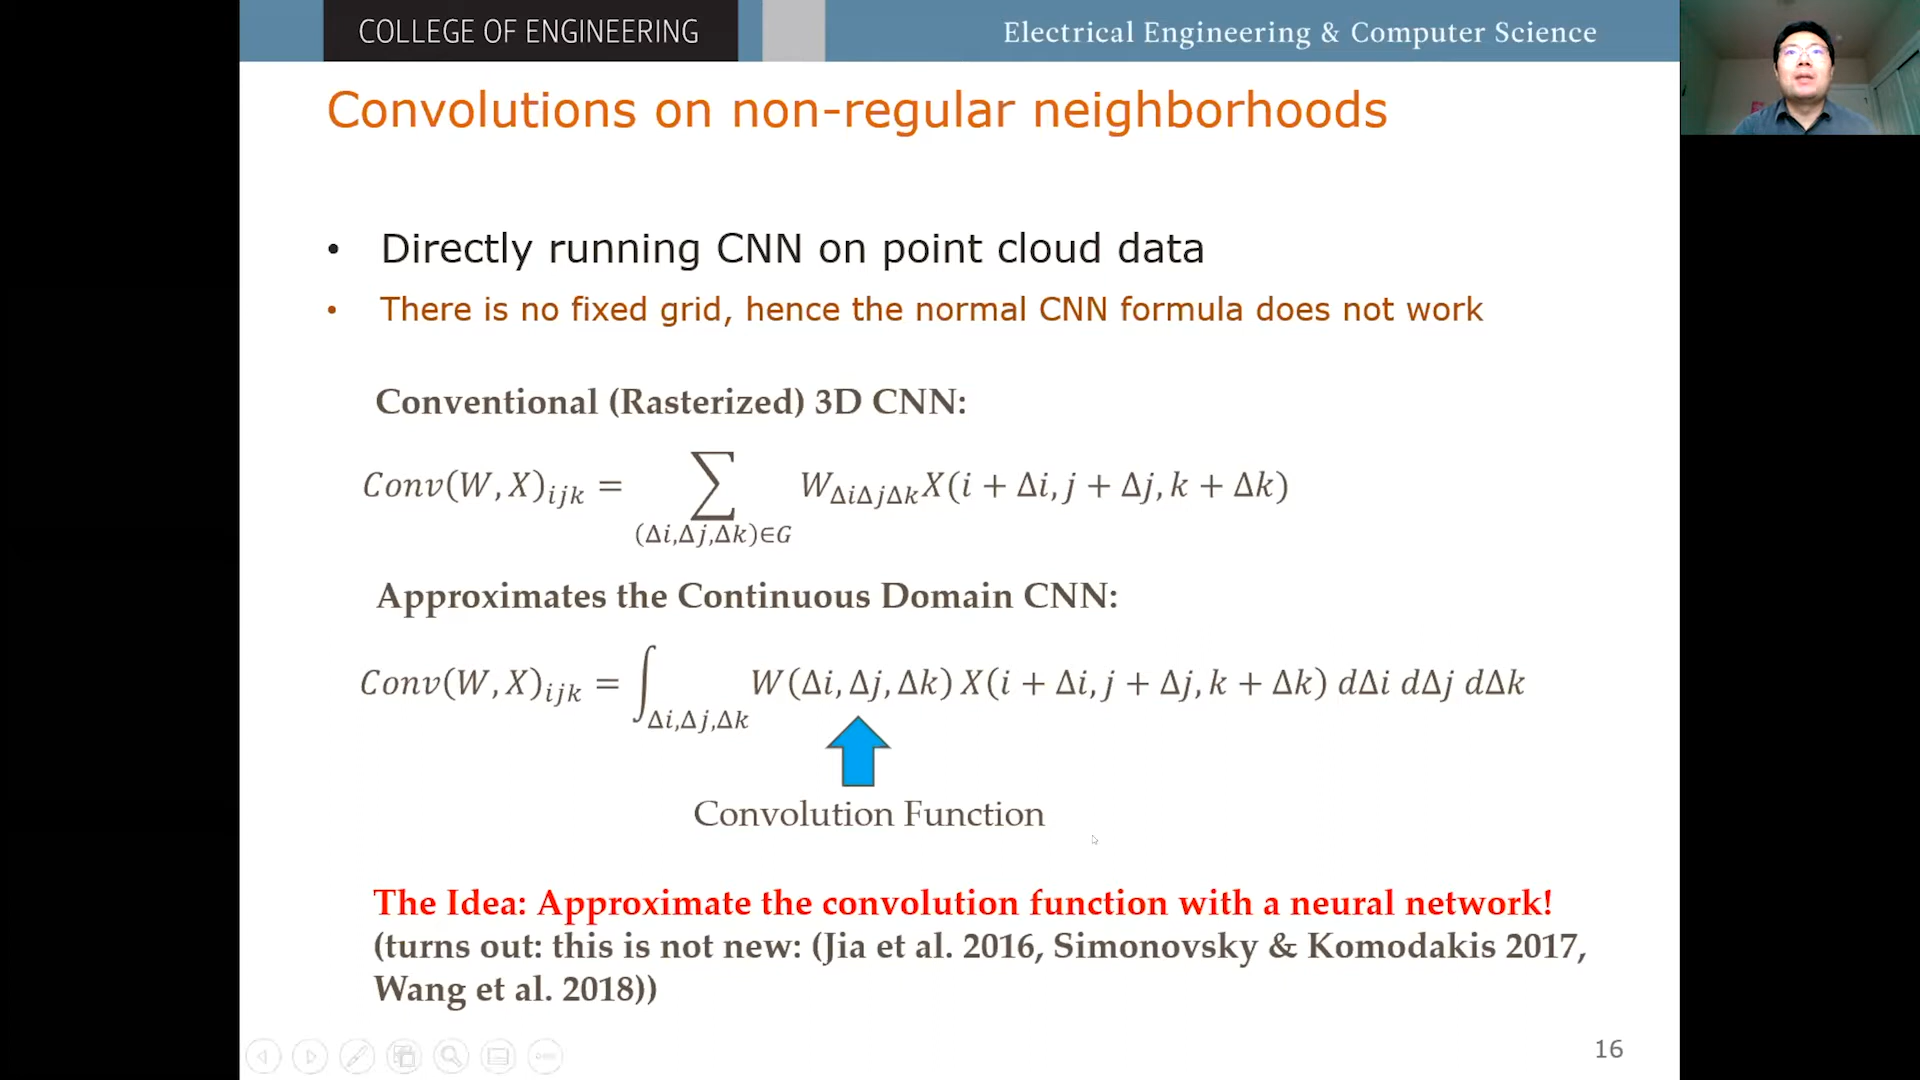 COLLEGE OF ENGINEERING
Electrical Engineering & Computer Science
Convolutions on non-regular neighborhoods
• Directly running CNN on point cloud data
• There is no fixed grid, hence the normal CNN formula does not work
Conventional (Rasterized) 3D CNN:
Conv(W, X)ᵢⱼₖ = ∑_{(Δi,Δj,Δk)∈G} W_{ΔiΔjΔk}X(i + Δi, j + Δj, k + Δk)
Approximates the Continuous Domain CNN:
Conv(W, X)ᵢⱼₖ = ∫_{Δi,Δj,Δk} W(Δi, Δj, Δk) X(i + Δi, j + Δj, k + Δk) dΔi dΔj dΔk
Convolution Function
The Idea: Approximate the convolution function with a neural network!
(turns out: this is not new: (Jia et al. 2016, Simonovsky & Komodakis 2017,
Wang et al. 2018))
16